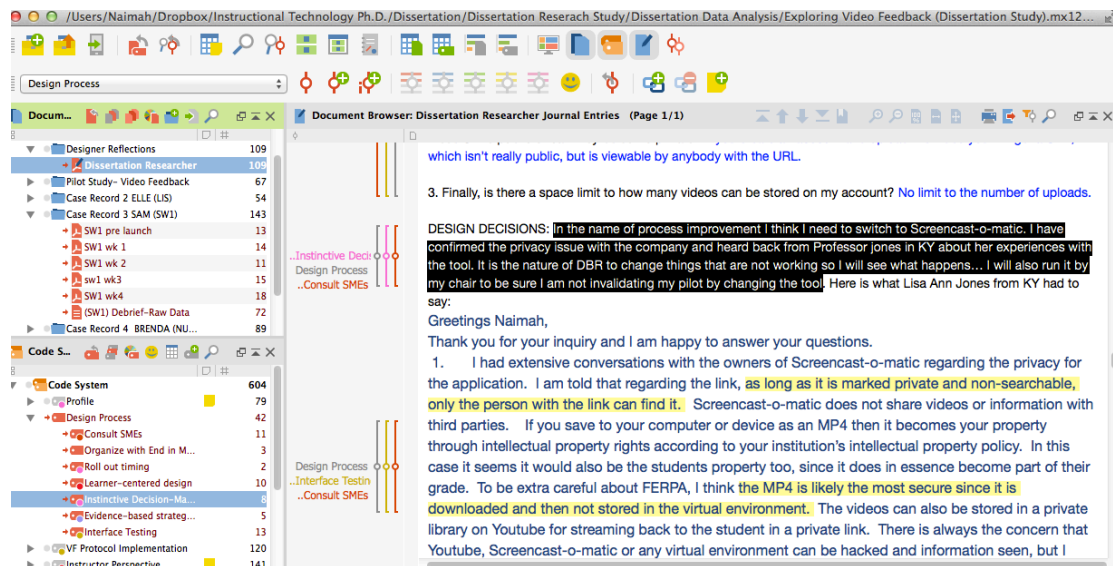 /Users/Naimah/Dropbox/Instructional Technology Ph.D./Dissertation/Dissertation Reserach Study/Dissertation Data Analysis/Exploring Video Feedback (Dissertation Study).mx12...
Design Process
Docum...
Designer Reflections 109
Dissertation Researcher 109
Pilot Study- Video Feedback 67
Case Record 2 ELLE (LIS) 54
Case Record 3 SAM (SW1) 143
SW1 pre launch 13
SW1 wk 1 14
SW1 wk 2 11
sw1 wk3 15
SW1 wk4 18
(SW1) Debrief-Raw Data 72
Case Record 4 BRENDA (NU... 89
Code S...
#
Code System 604
Profile 79
Design Process 42
Consult SMEs 11
Organize with End in M... 3
Roll out timing 2
Learner-centered design 10
Instinctive Decision-Ma... 8
Evidence-based strateg... 5
Interface Testing 13
VF Protocol Implementation 120
Instructor Perspective 141
Document Browser: Dissertation Researcher Journal Entries (Page 1/1)
which isn't really public, but is viewable by anybody with the URL.
3. Finally, is there a space limit to how many videos can be stored on my account? No limit to the number of uploads.
..Instinctive Deci:
Design Process
..Consult SMEs
DESIGN DECISIONS: In the name of process improvement I think I need to switch to Screencast-o-matic. I have
confirmed the privacy issue with the company and heard back from Professor jones in KY about her experiences with
the tool. It is the nature of DBR to change things that are not working so I will see what happens... I will also run it by
my chair to be sure I am not invalidating my pilot by changing the tool. Here is what Lisa Ann Jones from KY had to
say:
Greetings Naimah,
Thank you for your inquiry and I am happy to answer your questions.
1. I had extensive conversations with the owners of Screencast-o-matic regarding the privacy for
the application. I am told that regarding the link, as long as it is marked private and non-searchable,
only the person with the link can find it. Screencast-o-matic does not share videos or information with
third parties. If you save to your computer or device as an MP4 then it becomes your property
through intellectual property rights according to your institution's intellectual property policy. In this
case it seems it would also be the students property too, since it does in essence become part of their
grade. To be extra careful about FERPA, I think the MP4 is likely the most secure since it is
downloaded and then not stored in the virtual environment. The videos can also be stored in a private
library on Youtube for streaming back to the student in a private link. There is always the concern that
Youtube, Screencast-o-matic or any virtual environment can be hacked and information seen, but I
Design Process
..Interface Testin
..Consult SMEs